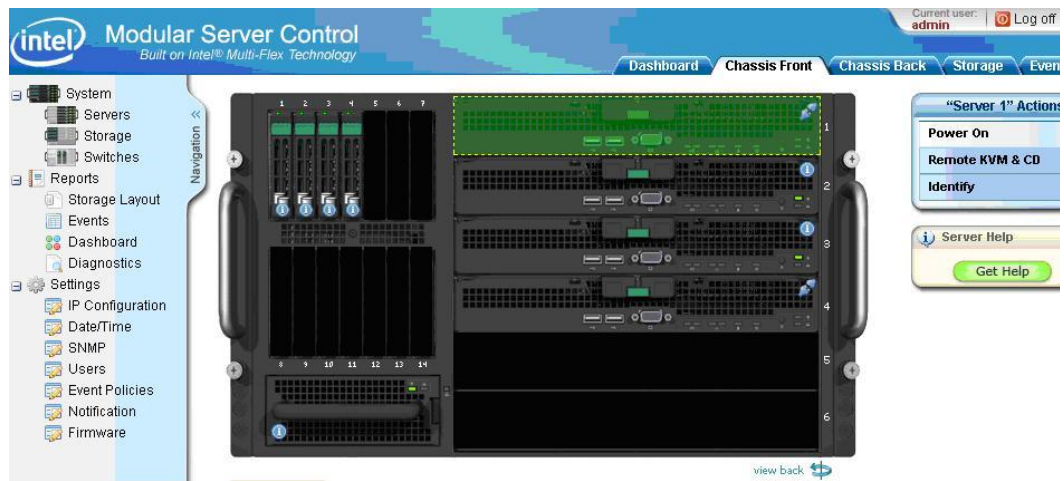 intel
Modular Server Control
Built on Intel® Multi-Flex Technology
Current user:
admin
Log off
Dashboard
Chassis Front
Chassis Back
Storage
Even
System
Servers
Storage
Switches
Reports
Storage Layout
Events
Dashboard
Diagnostics
Settings
IP Configuration
Date/Time
SNMP
Users
Event Policies
Notification
Firmware
« Navigation
1 2 3 4 5 6 7
8 9 10 11 12 13 14
1
2
3
4
5
6
view back
"Server 1" Actions
Power On
Remote KVM & CD
Identify
Server Help
Get Help